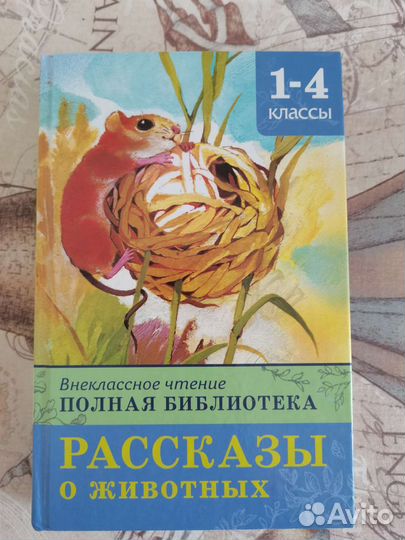 1-4
классы
Внеклассное чтение
ПОЛНАЯ БИБЛИОТЕКА
РАССКАЗЫ
О ЖИВОТНЫХ
Avito